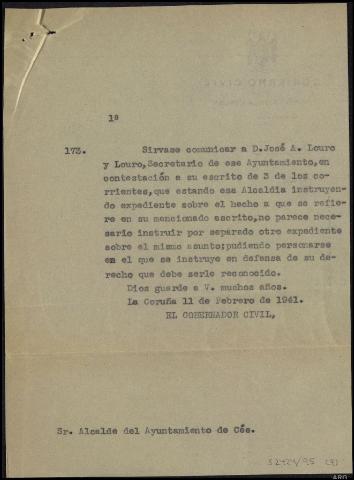 1ª
173. Sirvase comunicar a D.José A. Louro
y Louro,Secretario de ese Ayuntamiento,en
contestación a su escrito de 3 de los co-
rrientes,que estando esa Alcaldia instruyen-
do expediente sobre el hecho a que se refie-
re en su mencionado escrito,no parece nece-
sario instruir por separado otro expediente
sobre el mismo asunto;pudiendo personarse
en el que se instruye en defensa de su de-
recho que debe serle reconocido.
Dios guarde a V. muchos años.
La Coruña 11 de Febrero de 1941.
EL GOBERNADOR CIVIL,
Sr. Alcalde del Ayuntamiento de Cée.
ARG